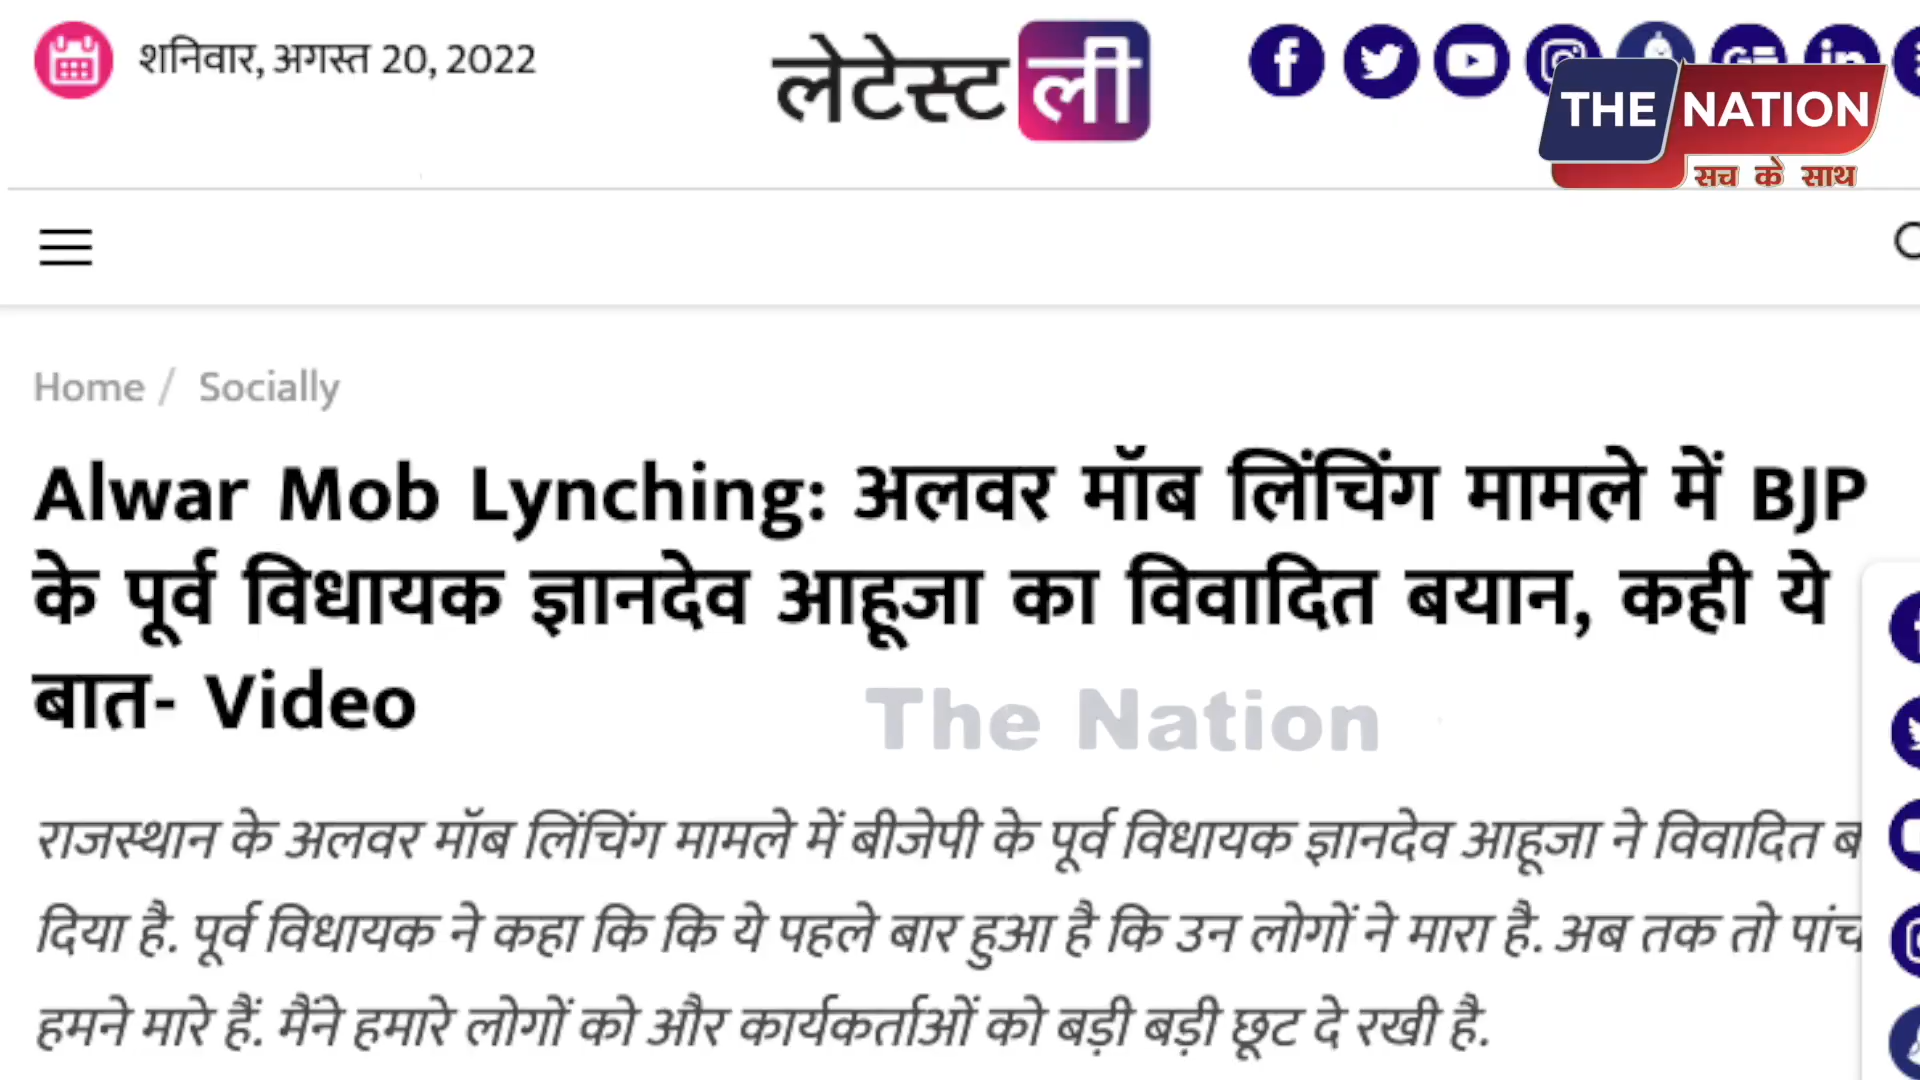 शनिवार, अगस्त 20, 2022
लेटेस्ट ली
THE NATION
सच के साथ
Home / Socially
Alwar Mob Lynching: अलवर मॉब लिंचिंग मामले में BJP
के पूर्व विधायक ज्ञानदेव आहूजा का विवादित बयान, कही ये
बात- Video
The Nation
राजस्थान के अलवर मॉब लिंचिंग मामले में बीजेपी के पूर्व विधायक ज्ञानदेव आहूजा ने विवादित ब
दिया है. पूर्व विधायक ने कहा कि कि ये पहले बार हुआ है कि उन लोगों ने मारा है. अब तक तो पांच
हमने मारे हैं. मैंने हमारे लोगों को और कार्यकर्ताओं को बड़ी बड़ी छूट दे रखी है.